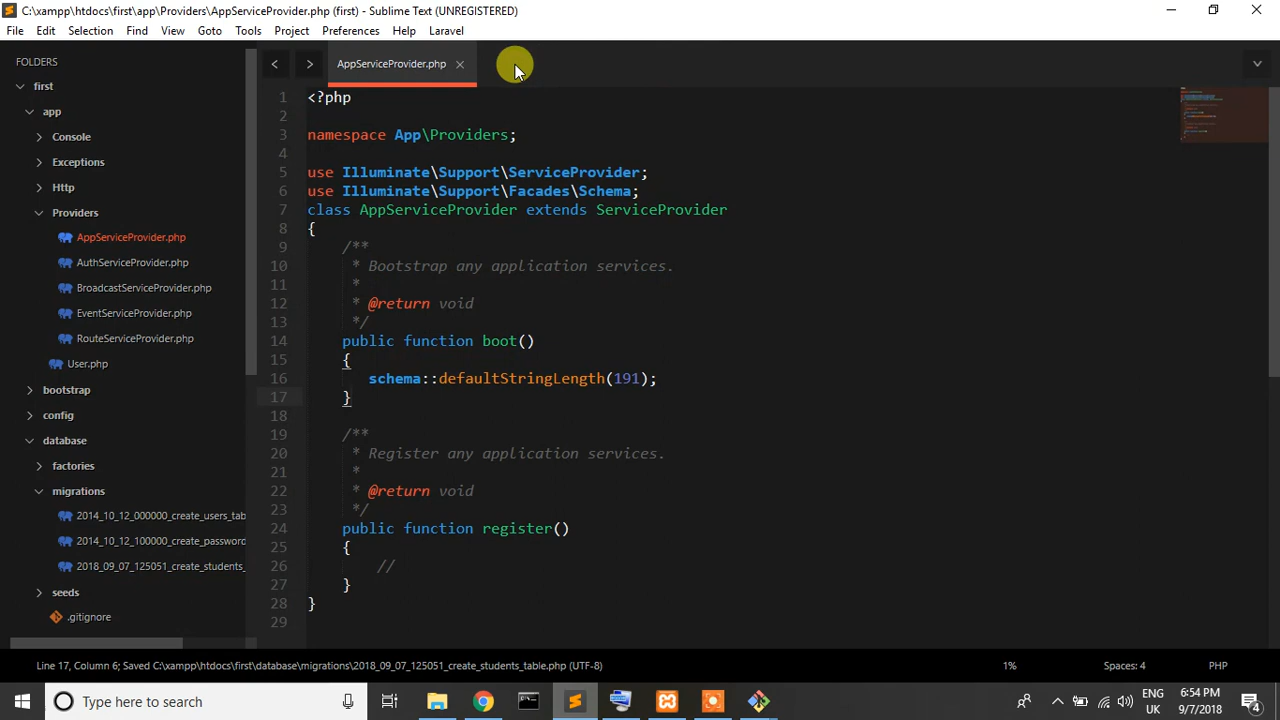 C:\xampp\htdocs\first\app\Providers\AppServiceProvider.php (first) - Sublime Text (UNREGISTERED)
File Edit Selection Find View Goto Tools Project Preferences Help Laravel
FOLDERS
first
app
Console
Exceptions
Http
Providers
AppServiceProvider.php
AuthServiceProvider.php
BroadcastServiceProvider.php
EventServiceProvider.php
RouteServiceProvider.php
User.php
bootstrap
config
database
factories
migrations
2014_10_12_000000_create_users_tab
2014_10_12_100000_create_password
2018_09_07_125051_create_students_
seeds
.gitignore
AppServiceProvider.php
1 <?php
2
3 namespace App\Providers;
4
5 use Illuminate\Support\ServiceProvider;
6 use Illuminate\Support\Facades\Schema;
7 class AppServiceProvider extends ServiceProvider
8 {
9 /**
10 * Bootstrap any application services.
11 *
12 * @return void
13 */
14 public function boot()
15 {
16 schema::defaultStringLength(191);
17 }
18
19 /**
20 * Register any application services.
21 *
22 * @return void
23 */
24 public function register()
25 {
26 //
27 }
28 }
29
Line 17, Column 6; Saved C:\xampp\htdocs\first\database\migrations\2018_09_07_125051_create_students_table.php (UTF-8) 1% Spaces: 4 PHP
Type here to search
ENG
UK
6:54 PM
9/7/2018
4